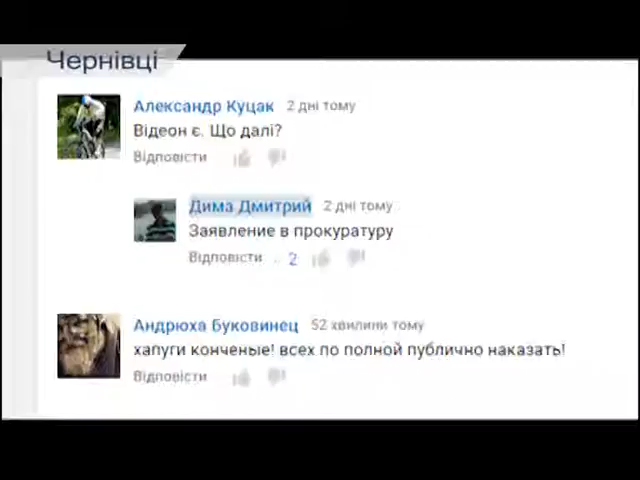 Чернівці
Александр Куцак 2 дні тому
Відеон є. Що далі?
Відповісти
Дима Дмитрий 2 дні тому
Заявление в прокуратуру
Відповісти 2
Андрюха Буковинец 52 хвилини тому
хапуги конченые! всех по полной публично наказать!
Відповісти